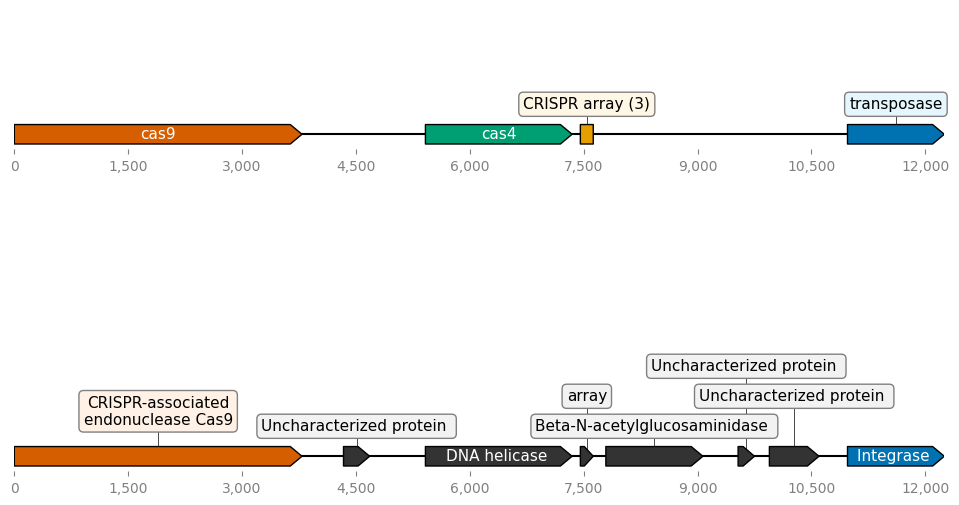 CRISPR array (3)
transposase
cas9
cas4
0
1,500
3,000
4,500
6,000
7,500
9,000
10,500
12,000
Uncharacterized protein
CRISPR-associated
endonuclease Cas9
array
Uncharacterized protein
Uncharacterized protein
Beta-N-acetylglucosaminidase
DNA helicase
Integrase
0
1,500
3,000
4,500
6,000
7,500
9,000
10,500
12,000